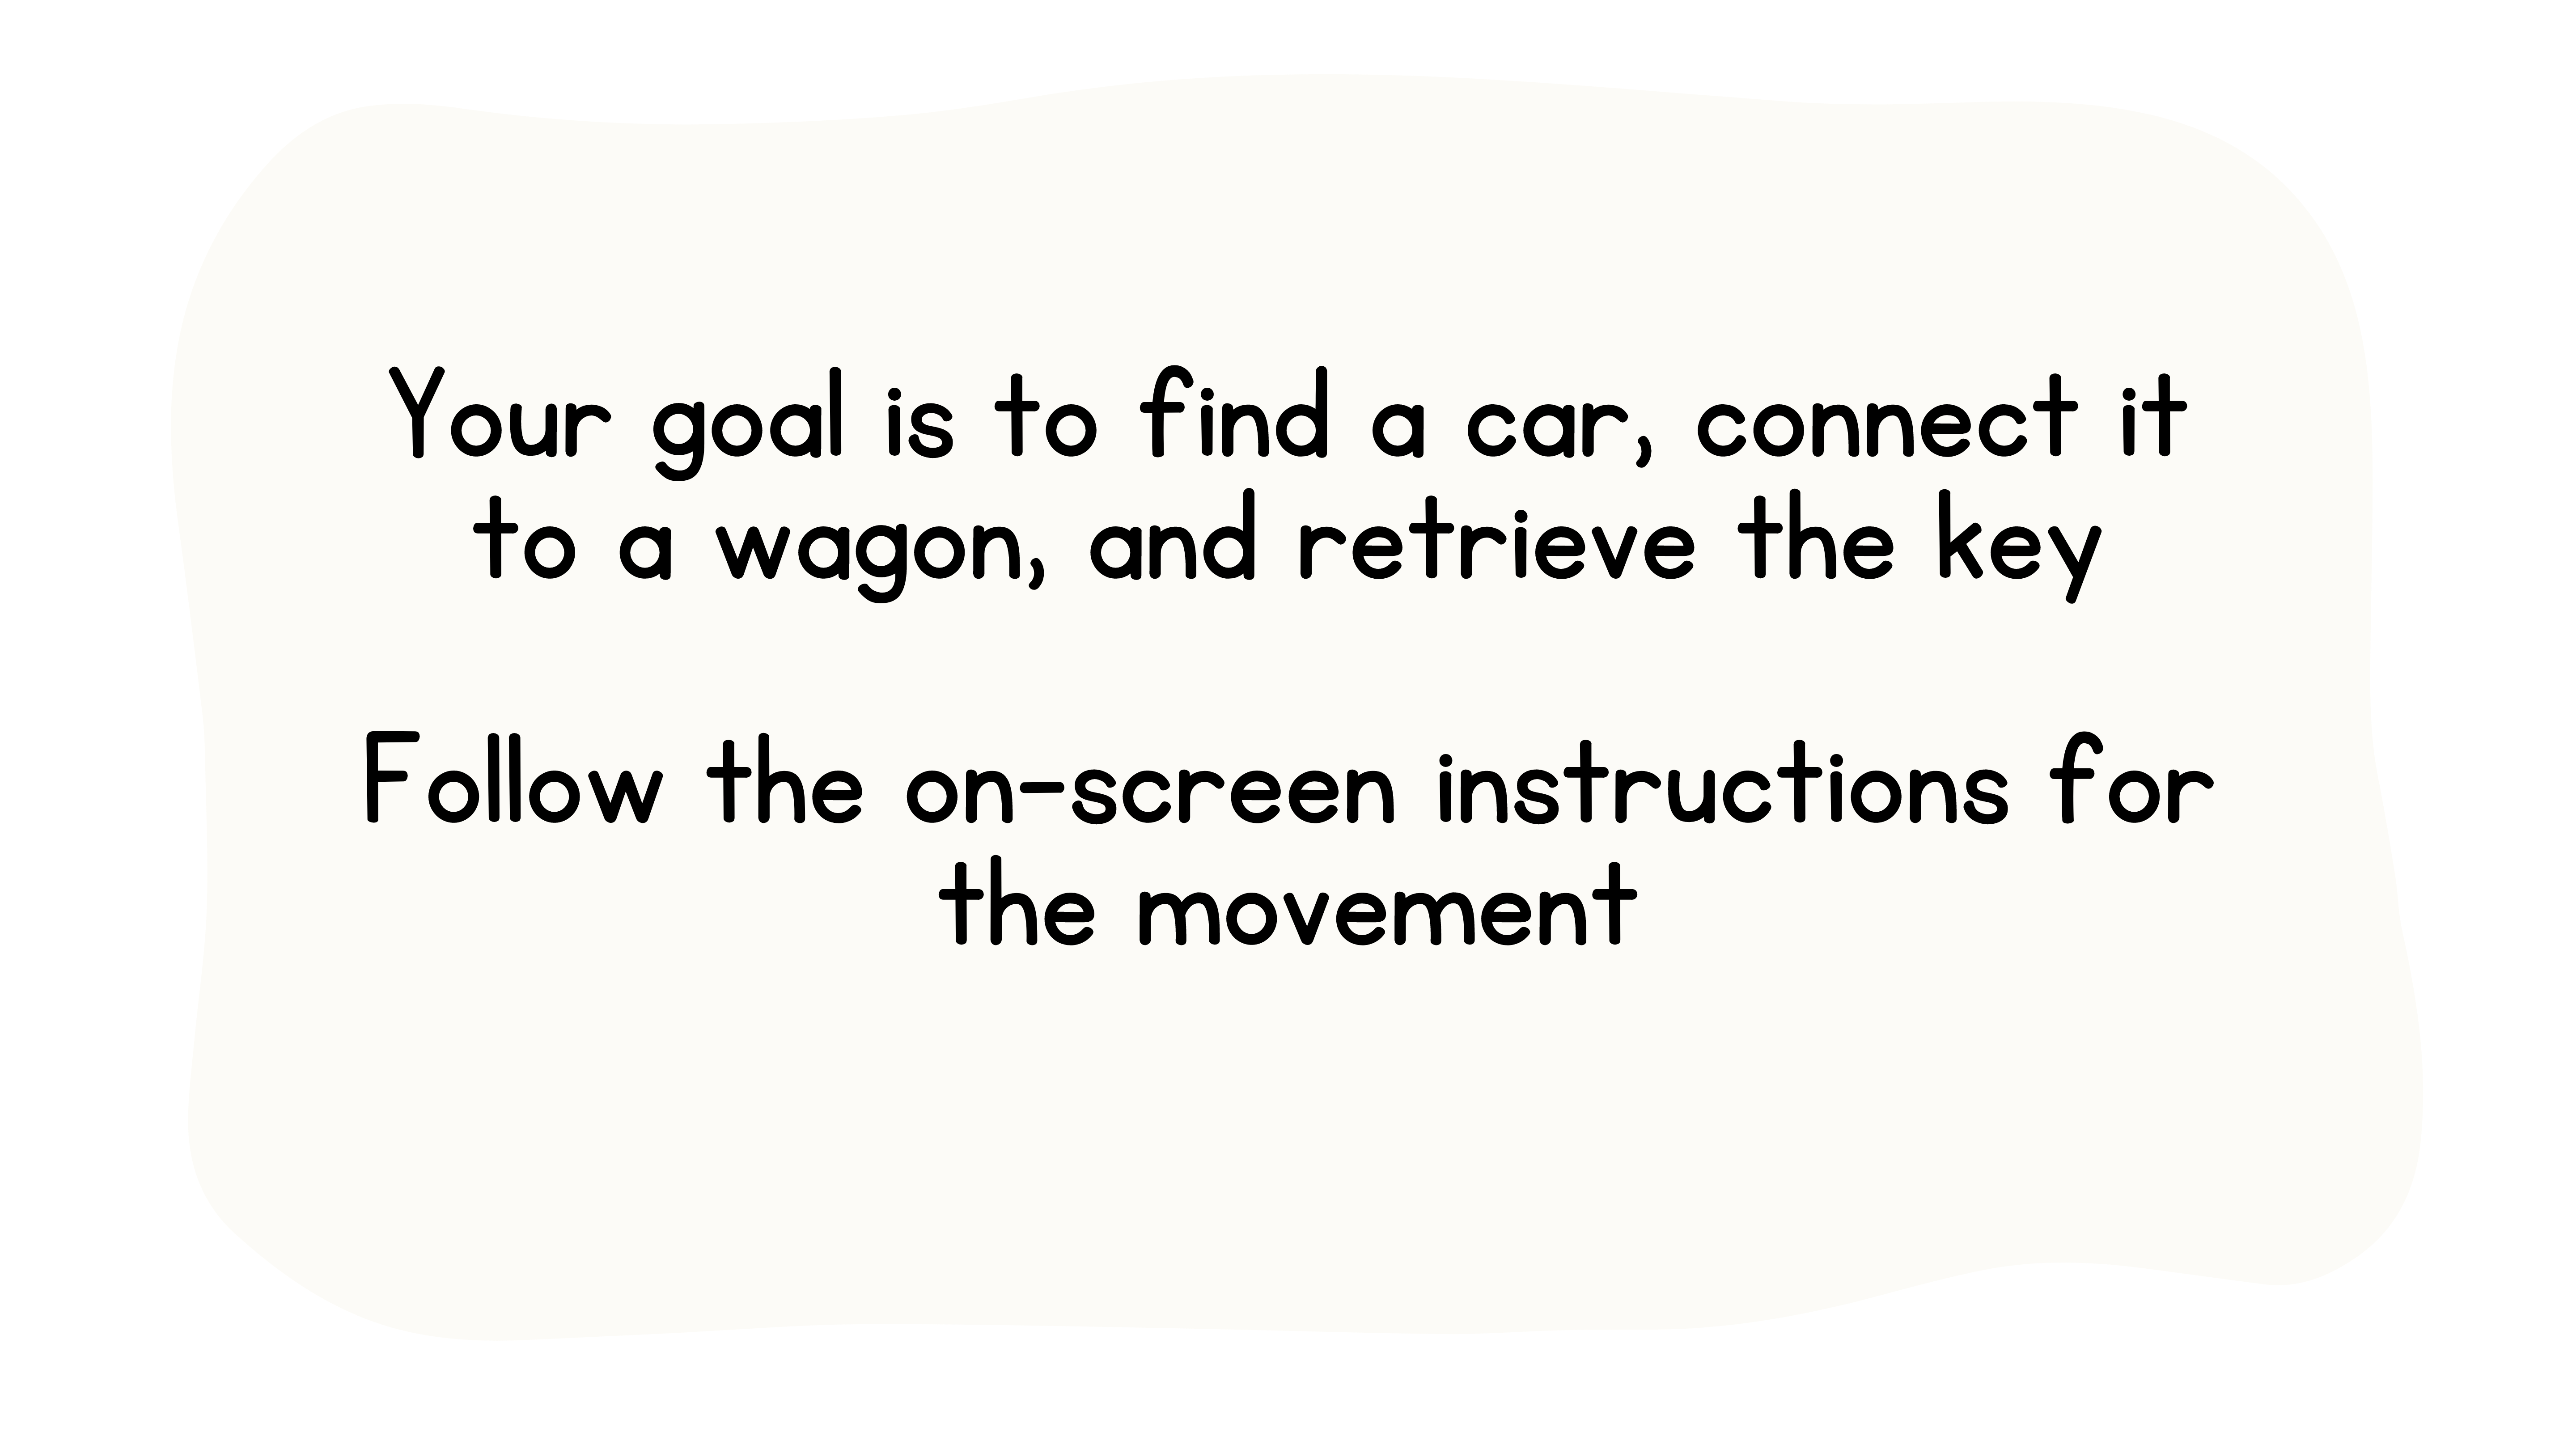 Your goal is to find a car, connect it
to a wagon, and retrieve the key
Follow the on-screen instructions for
the movement